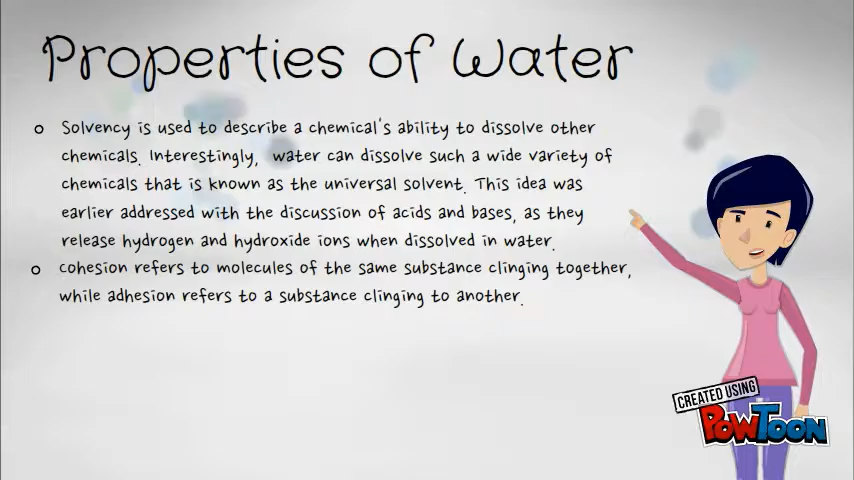 Properties of Water
Solvency is used to describe a chemical's ability to dissolve other
chemicals. Interestingly, water can dissolve such a wide variety of
chemicals that is known as the universal solvent. This idea was
earlier addressed with the discussion of acids and bases, as they
release hydrogen and hydroxide ions when dissolved in water.
cohesion refers to molecules of the same substance clinging together,
while adhesion refers to a substance clinging to another.
CREATED USING
POWTOON